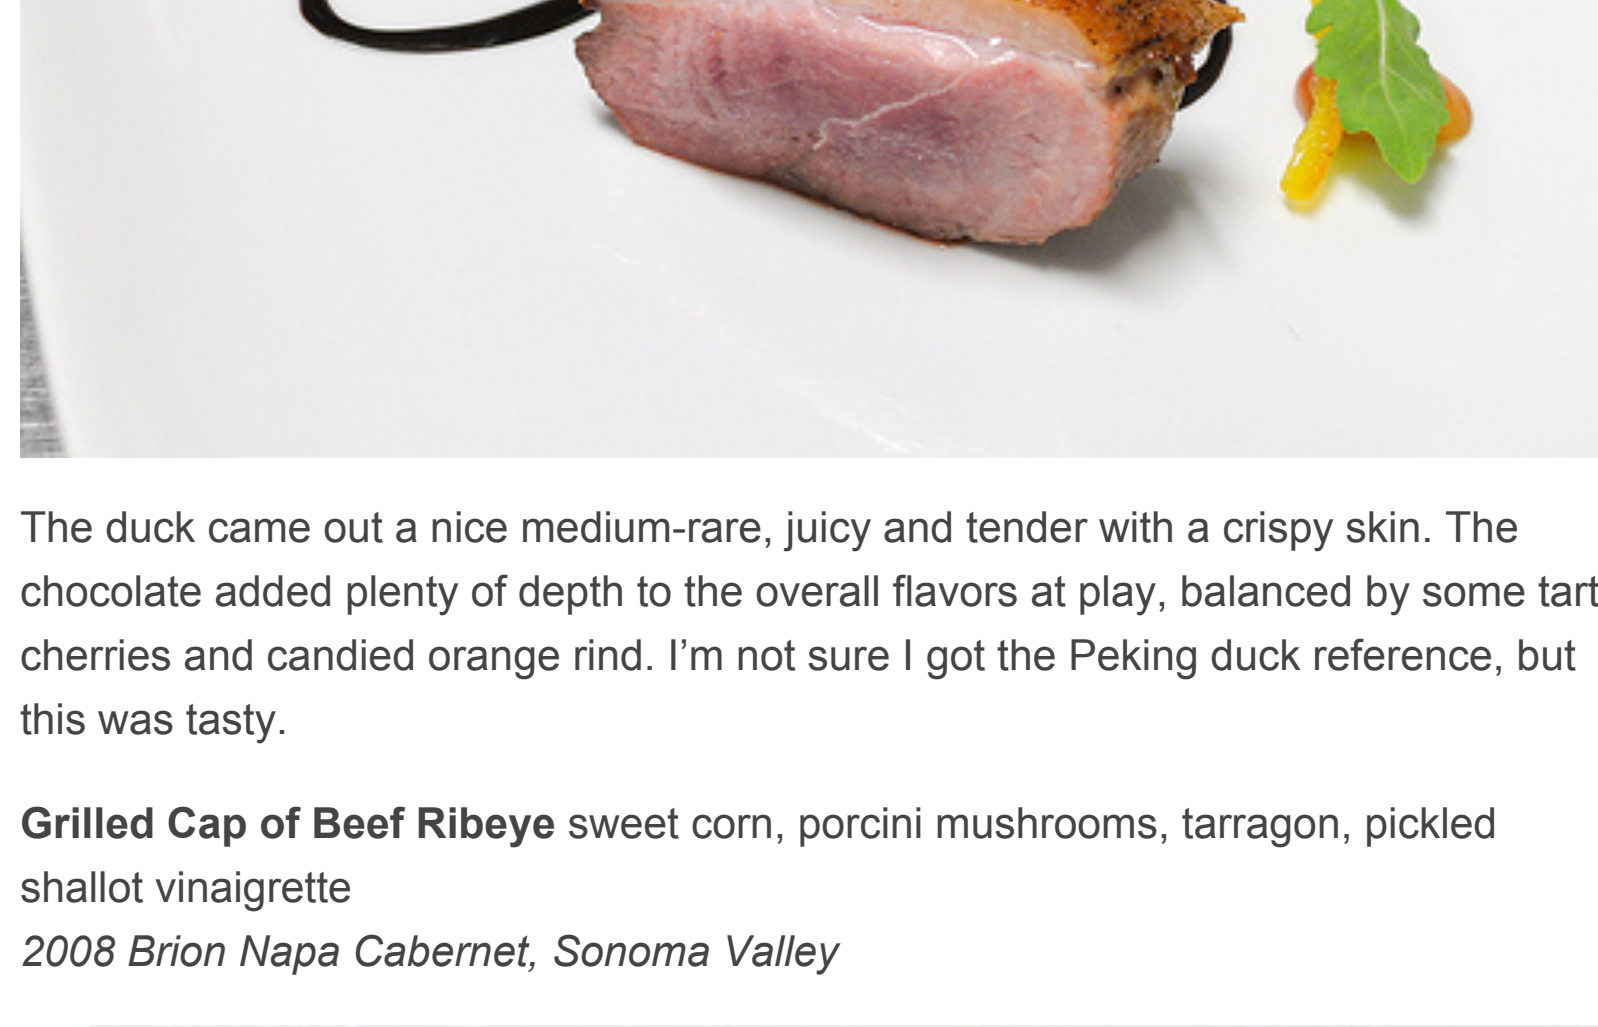 The duck came out a nice medium-rare, juicy and tender with a crispy skin. The
chocolate added plenty of depth to the overall flavors at play, balanced by some tart
cherries and candied orange rind. I’m not sure I got the Peking duck reference, but
this was tasty.
Grilled Cap of Beef Ribeye sweet corn, porcini mushrooms, tarragon, pickled
shallot vinaigrette
2008 Brion Napa Cabernet, Sonoma Valley